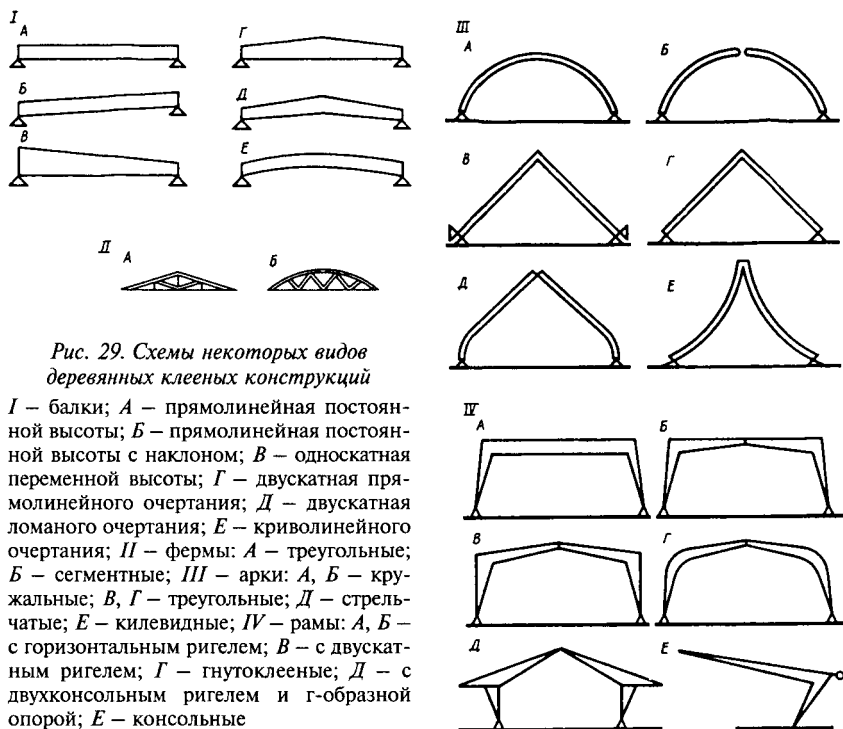 I
А
Г
Б
Д
В
Е
II
А
Б
Рис. 29. Схемы некоторых видов
деревянных клееных конструкций
I – балки; А – прямолинейная постоян-
ной высоты; Б – прямолинейная постоян-
ной высоты с наклоном; В – односкатная
переменной высоты; Г – двускатная пря-
молинейного очертания; Д – двускатная
ломаного очертания; Е – криволинейного
очертания; II – фермы: А – треугольные;
Б – сегментные; III – арки: А, Б – кру-
жальные; В, Г – треугольные; Д – стрель-
чатые; Е – килевидные; IV – рамы: А, Б –
с горизонтальным ригелем; В – с двускат-
ным ригелем; Г – гнутоклееные; Д – с
двухконсольным ригелем и г-образной
опорой; Е – консольные
III
А
Б
В
Г
Д
Е
IV
А
Б
В
Г
Д
Е